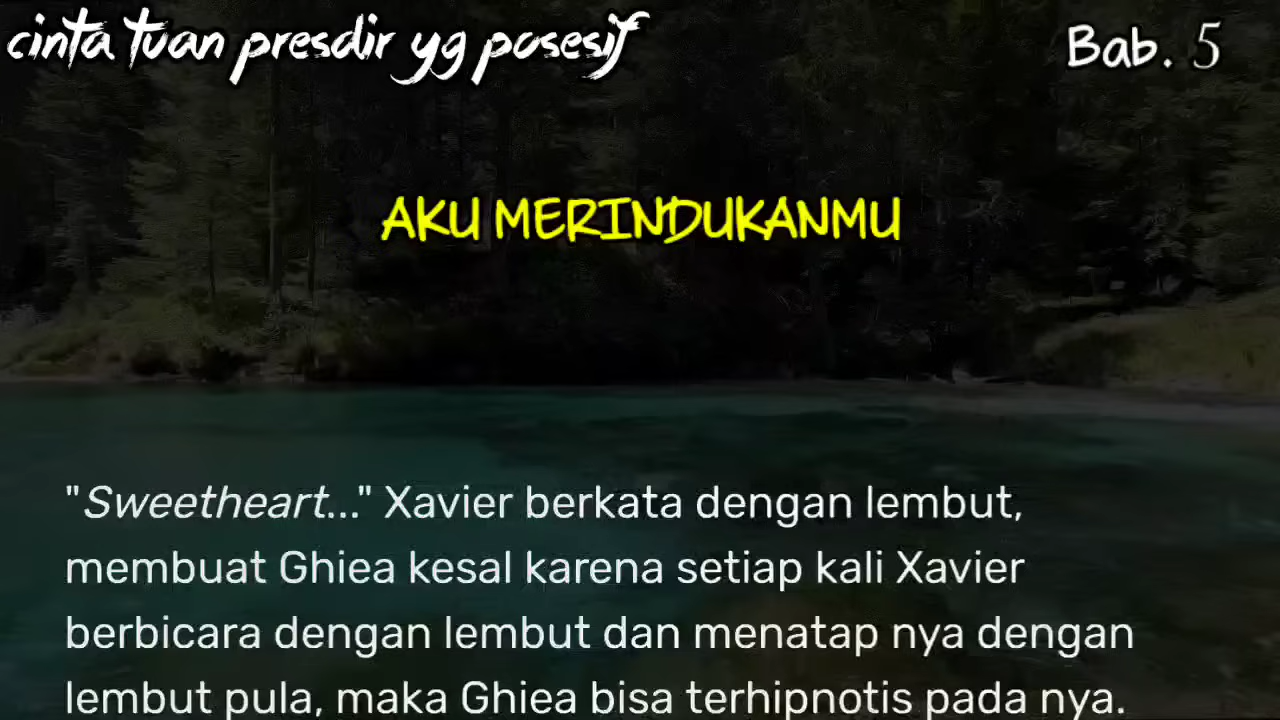 cinta tuan presdir yg posesif
Bab. 5
AKU MERINDUKANMU
"Sweetheart..." Xavier berkata dengan lembut,
membuat Ghiea kesal karena setiap kali Xavier
berbicara dengan lembut dan menatap nya dengan
lembut pula, maka Ghiea bisa terhipnotis pada nya.